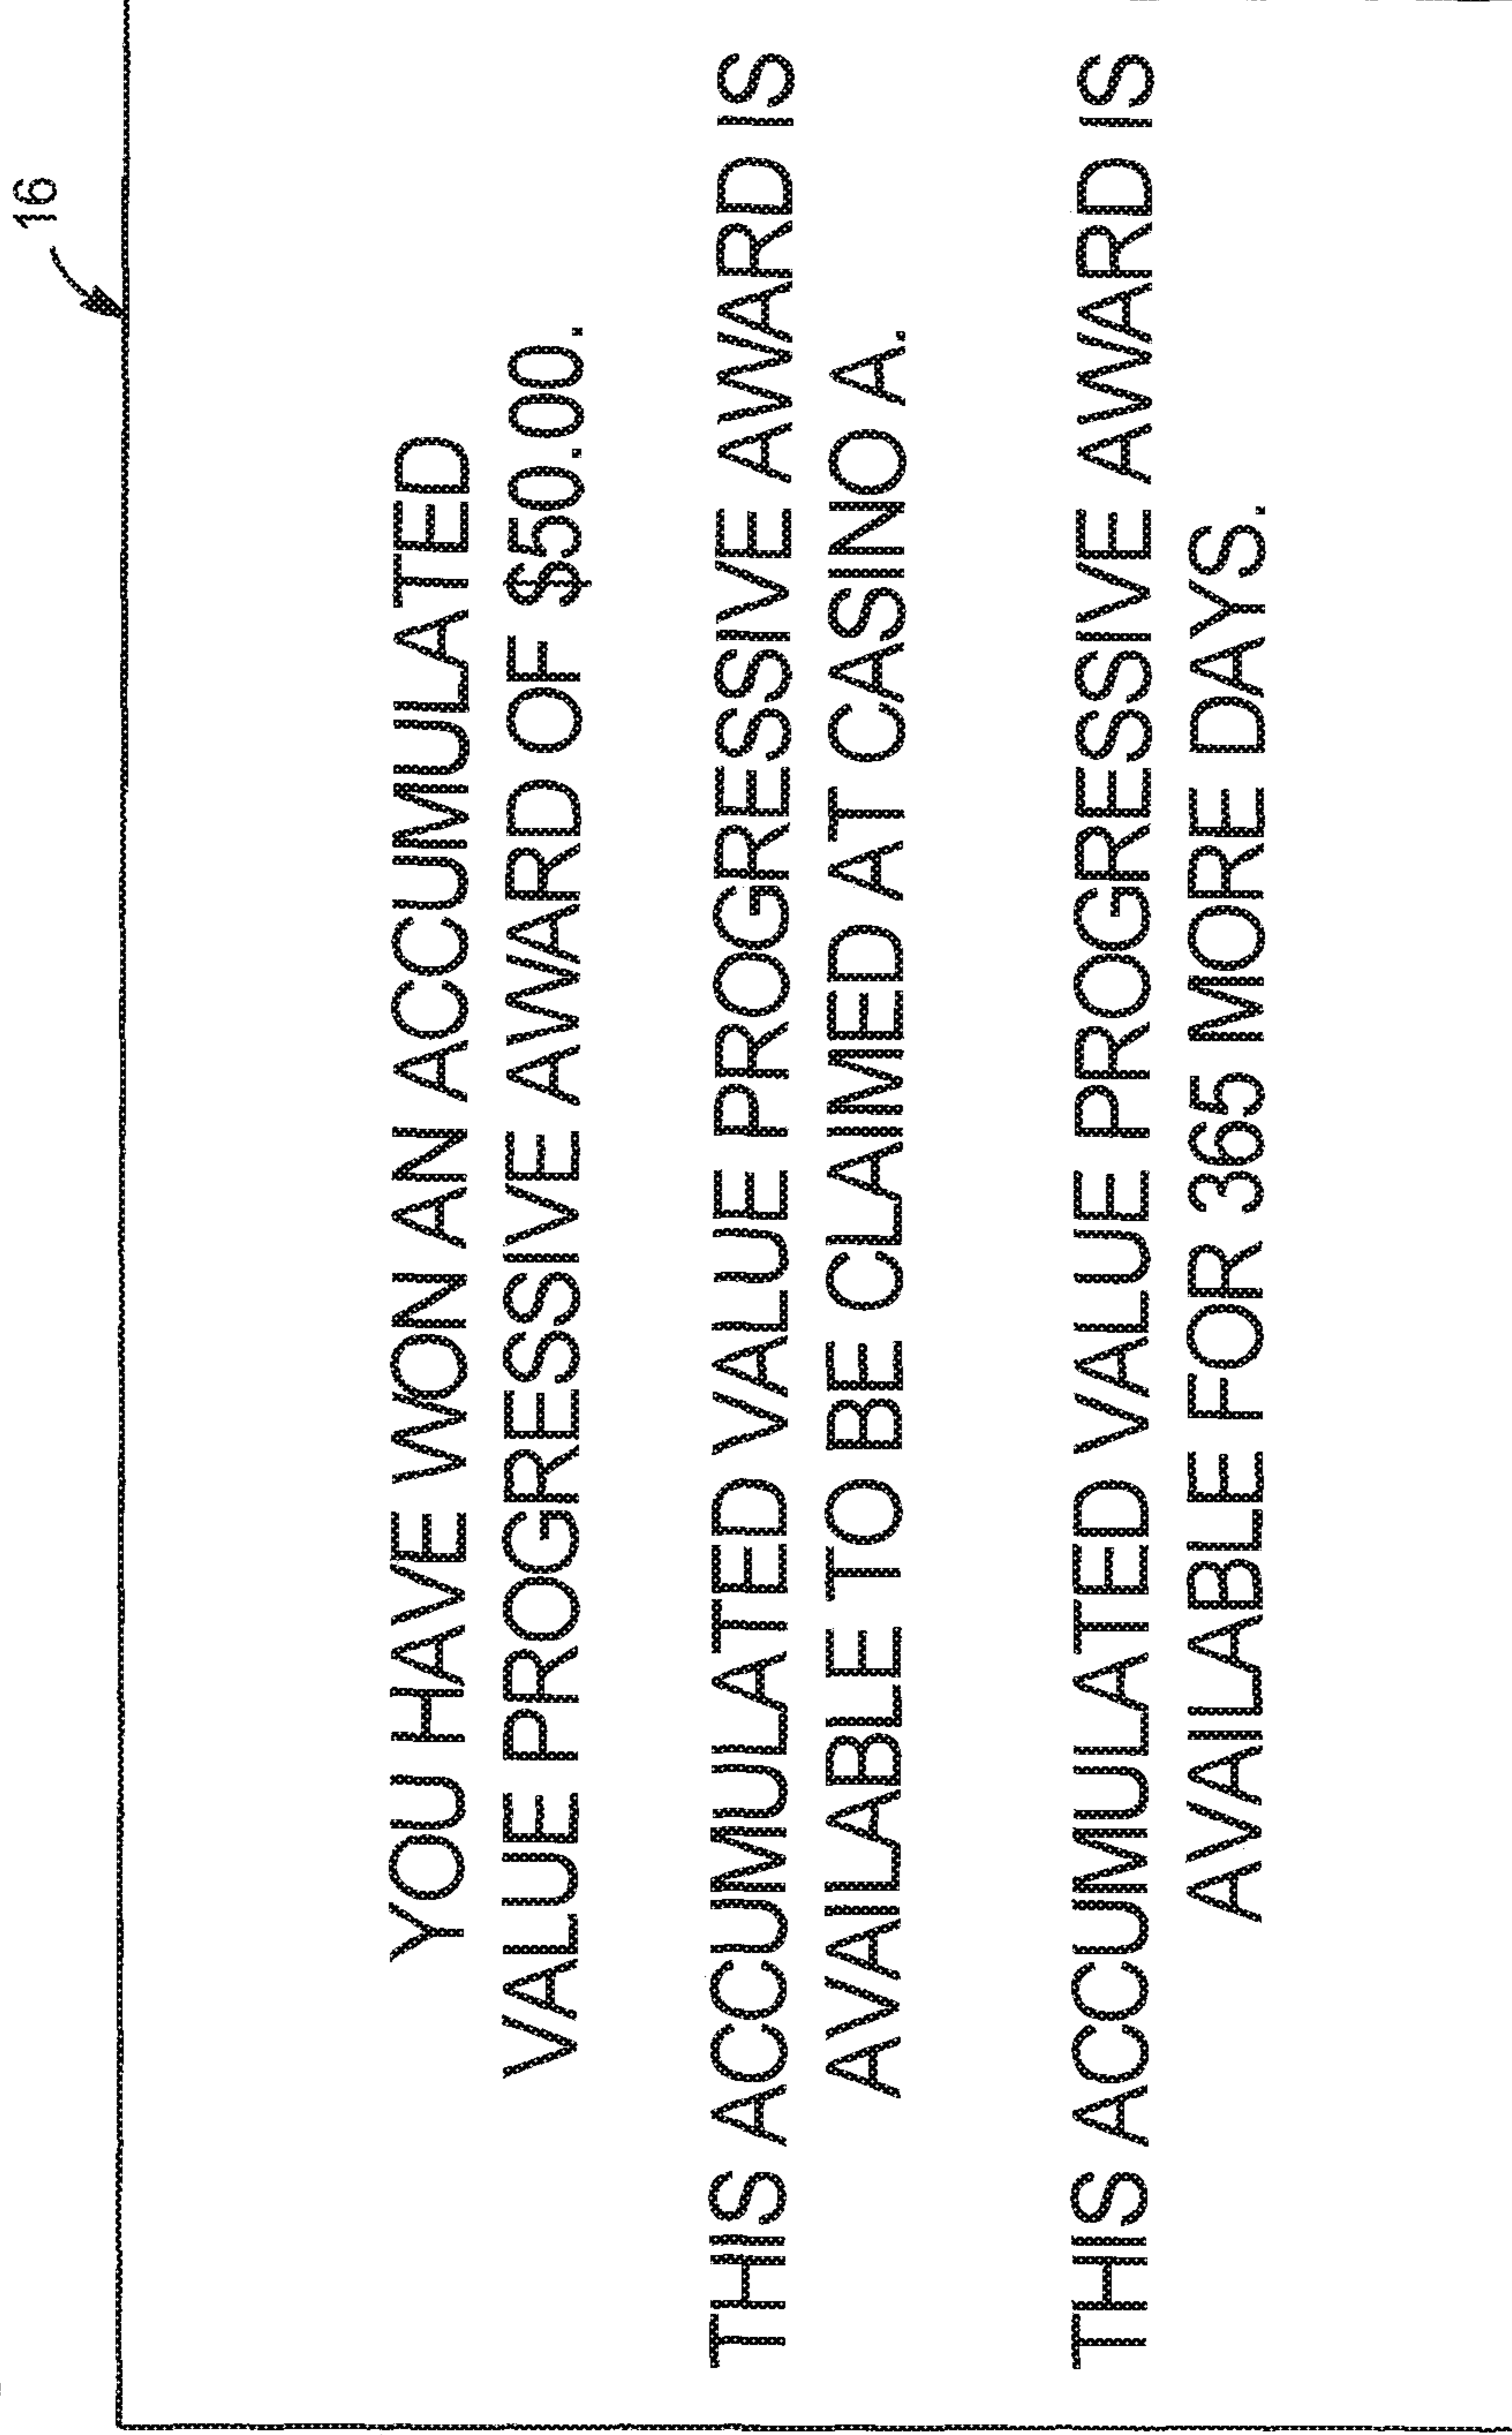 16
YOU HAVE WON AN ACCUMULATED
VALUE PROGRESSIVE AWARD OF $50.00.
THIS ACCUMULATED VALUE PROGRESSIVE AWARD IS
AVAILABLE TO BE CLAIMED AT CASINO A.
THIS ACCUMULATED VALUE PROGRESSIVE AWARD IS
AVAILABLE FOR 365 MORE DAYS.